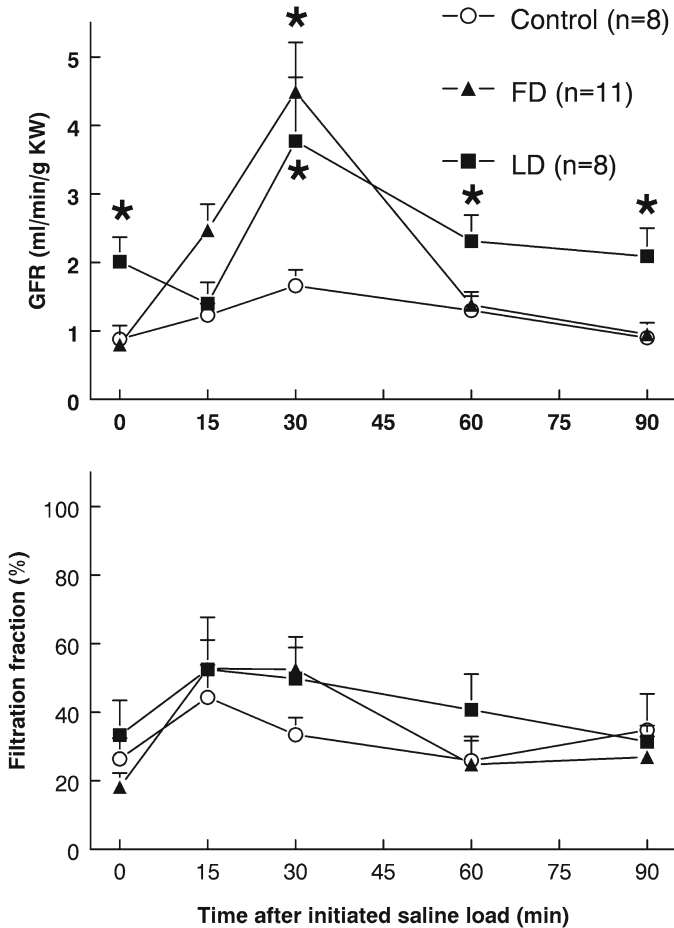 Control (n=8)
FD (n=11)
LD (n=8)
GFR (ml/min/g KW)
5
4
3
2
1
0
* * * * *
0 15 30 45 60 75 90
Filtration fraction (%)
100
80
60
40
20
0
0 15 30 45 60 75 90
Time after initiated saline load (min)